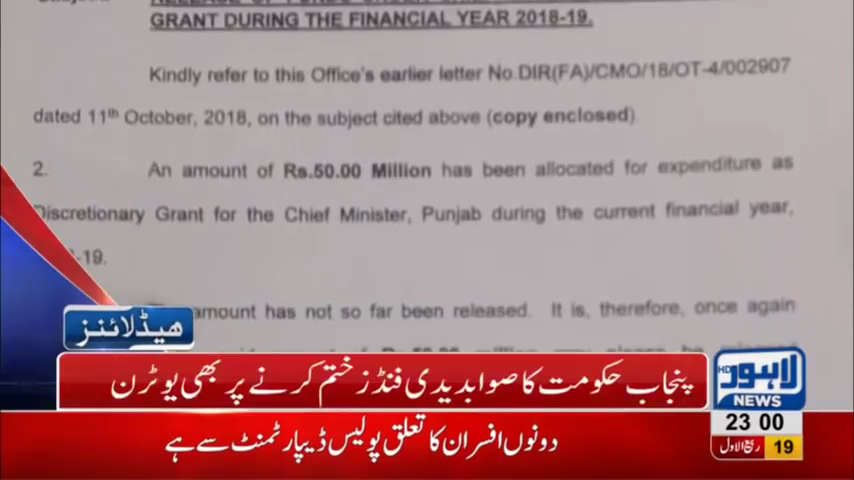 GRANT DURING THE FINANCIAL YEAR 2018-19.
Kindly refer to this Office's earlier letter No.DIR(FA)/CMO/18/OT-4/002907
dated 11th October, 2018, on the subject cited above (copy enclosed)
2. An amount of Rs.50.00 Million has been allocated for expenditure as
Discretionary Grant for the Chief Minister, Punjab during the current financial year,
-19.
amount has not so far been released. It is, therefore, once again
ہیڈلائنز
پنجاب حکومت کا صوابدیدی فنڈز ختم کرنے پر بھی یوٹرن
دونوں افسران کا تعلق پولیس ڈیپارٹمنٹ سے ہے
لاہور HD
NEWS
23 00
ربیع الاول 19